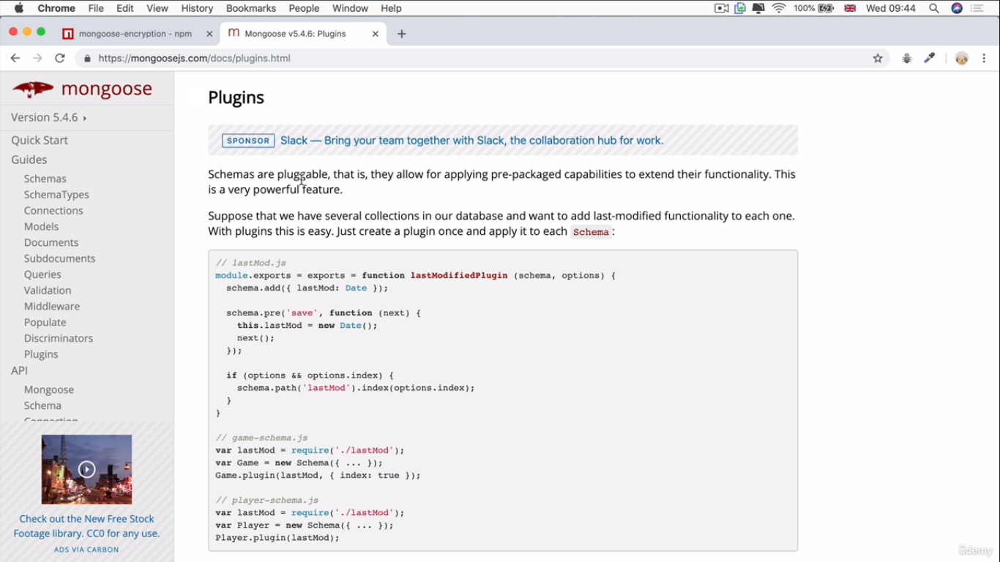 Chrome File Edit View History Bookmarks People Window Help 100% Wed 09:44
mongoose-encryption - npm Mongoose v5.4.6: Plugins
https://mongoosejs.com/docs/plugins.html
mongoose
Version 5.4.6
Quick Start
Guides
Schemas
SchemaTypes
Connections
Models
Documents
Subdocuments
Queries
Validation
Middleware
Populate
Discriminators
Plugins
API
Mongoose
Schema
Connection
Check out the New Free Stock
Footage library. CC0 for any use.
ADS VIA CARBON
Plugins
SPONSOR Slack — Bring your team together with Slack, the collaboration hub for work.
Schemas are pluggable, that is, they allow for applying pre-packaged capabilities to extend their functionality. This
is a very powerful feature.
Suppose that we have several collections in our database and want to add last-modified functionality to each one.
With plugins this is easy. Just create a plugin once and apply it to each Schema:
// lastMod.js
module.exports = exports = function lastModifiedPlugin (schema, options) {
  schema.add({ lastMod: Date });
  schema.pre('save', function (next) {
    this.lastMod = new Date();
    next();
  });
  if (options && options.index) {
    schema.path('lastMod').index(options.index);
  }
}
// game-schema.js
var lastMod = require('./lastMod');
var Game = new Schema({ ... });
Game.plugin(lastMod, { index: true });
// player-schema.js
var lastMod = require('./lastMod');
var Player = new Schema({ ... });
Player.plugin(lastMod);
Udemy